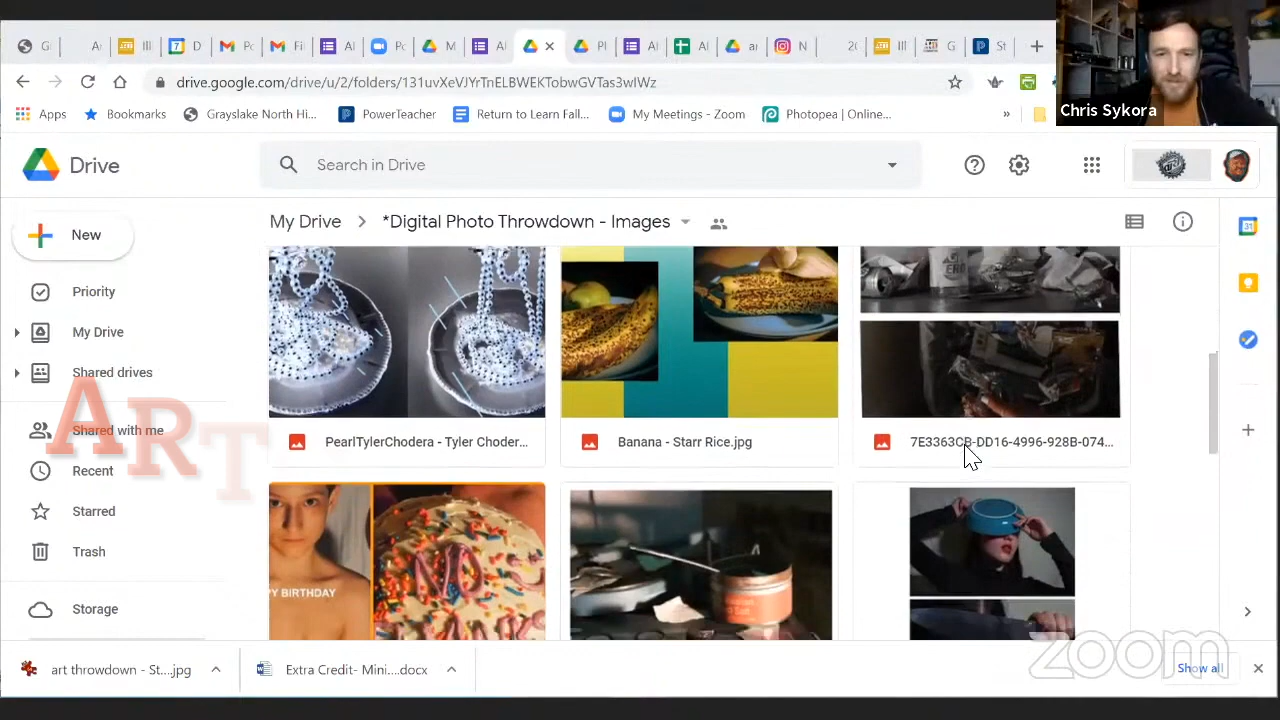 drive.google.com/drive/u/2/folders/131uvXeVJYrTnELBWEKTobwGVTas3wIWz
Apps
Bookmarks
Grayslake North Hi...
PowerTeacher
Return to Learn Fall...
My Meetings - Zoom
Photopea | Online...
»
Chris Sykora
Drive
Search in Drive
New
My Drive > *Digital Photo Throwdown - Images
Priority
My Drive
Shared drives
Shared with me
Recent
Starred
Trash
Storage
ART
PearlTylerChodera - Tyler Choder...
Banana - Starr Rice.jpg
7E3363CB-DD16-4996-928B-074...
PY BIRTHDAY
art throwdown - St....jpg
Extra Credit- Mini....docx
Show all
zoom